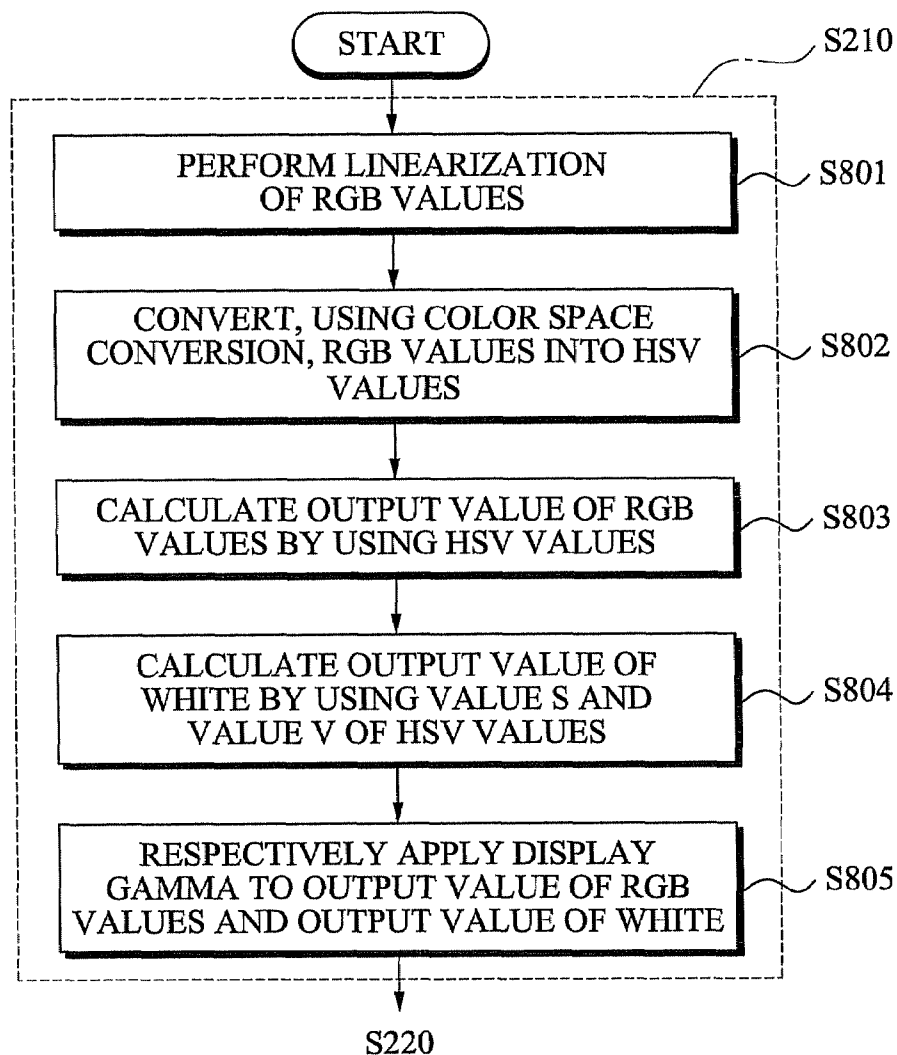 START
S210
PERFORM LINEARIZATION
OF RGB VALUES
S801
CONVERT, USING COLOR SPACE
CONVERSION, RGB VALUES INTO HSV
VALUES
S802
CALCULATE OUTPUT VALUE OF RGB
VALUES BY USING HSV VALUES
S803
CALCULATE OUTPUT VALUE OF
WHITE BY USING VALUE S AND
VALUE V OF HSV VALUES
S804
RESPECTIVELY APPLY DISPLAY
GAMMA TO OUTPUT VALUE OF RGB
VALUES AND OUTPUT VALUE OF WHITE
S805
S220